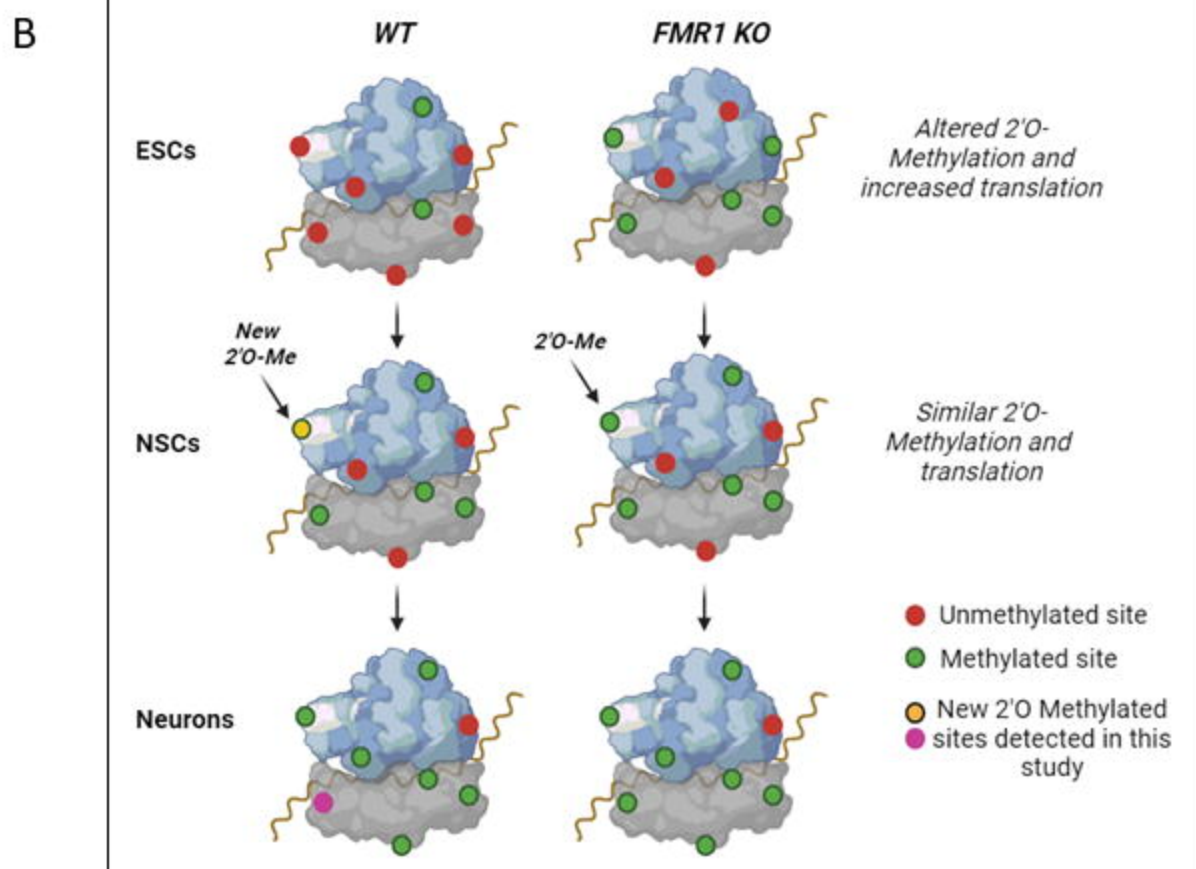 B
WT
FMR1 KO
ESCs
Altered 2'O-
Methylation and
increased translation
New
2'O-Me
2'O-Me
NSCs
Similar 2'O-
Methylation and
translation
Unmethylated site
Methylated site
Neurons
New 2'O Methylated
sites detected in this
study